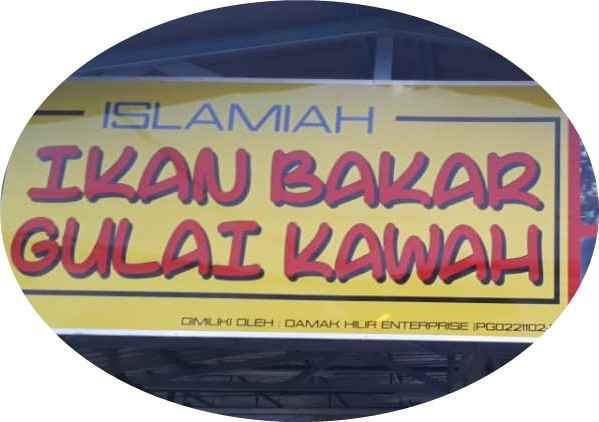 ISLAMIAH
IKAN BAKAR
GULAI KAWAH
DIMILIKI OLEH : DAMAK HILIR ENTERPRISE |PG0221102-